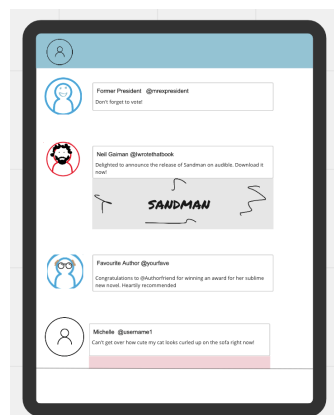 Former President @mrexpresident
Don't forget to vote!
Neil Gaiman @Iwrotethatbook
Delighted to announce the release of Sandman on audible. Download it
now!
SANDMAN
Favourite Author @yourfave
Congratulations to @Authorfriend for winning an award for her sublime
new novel. Heartily recommended
Michelle @username1
Can't get over how cute my cat looks curled up on the sofa right now!